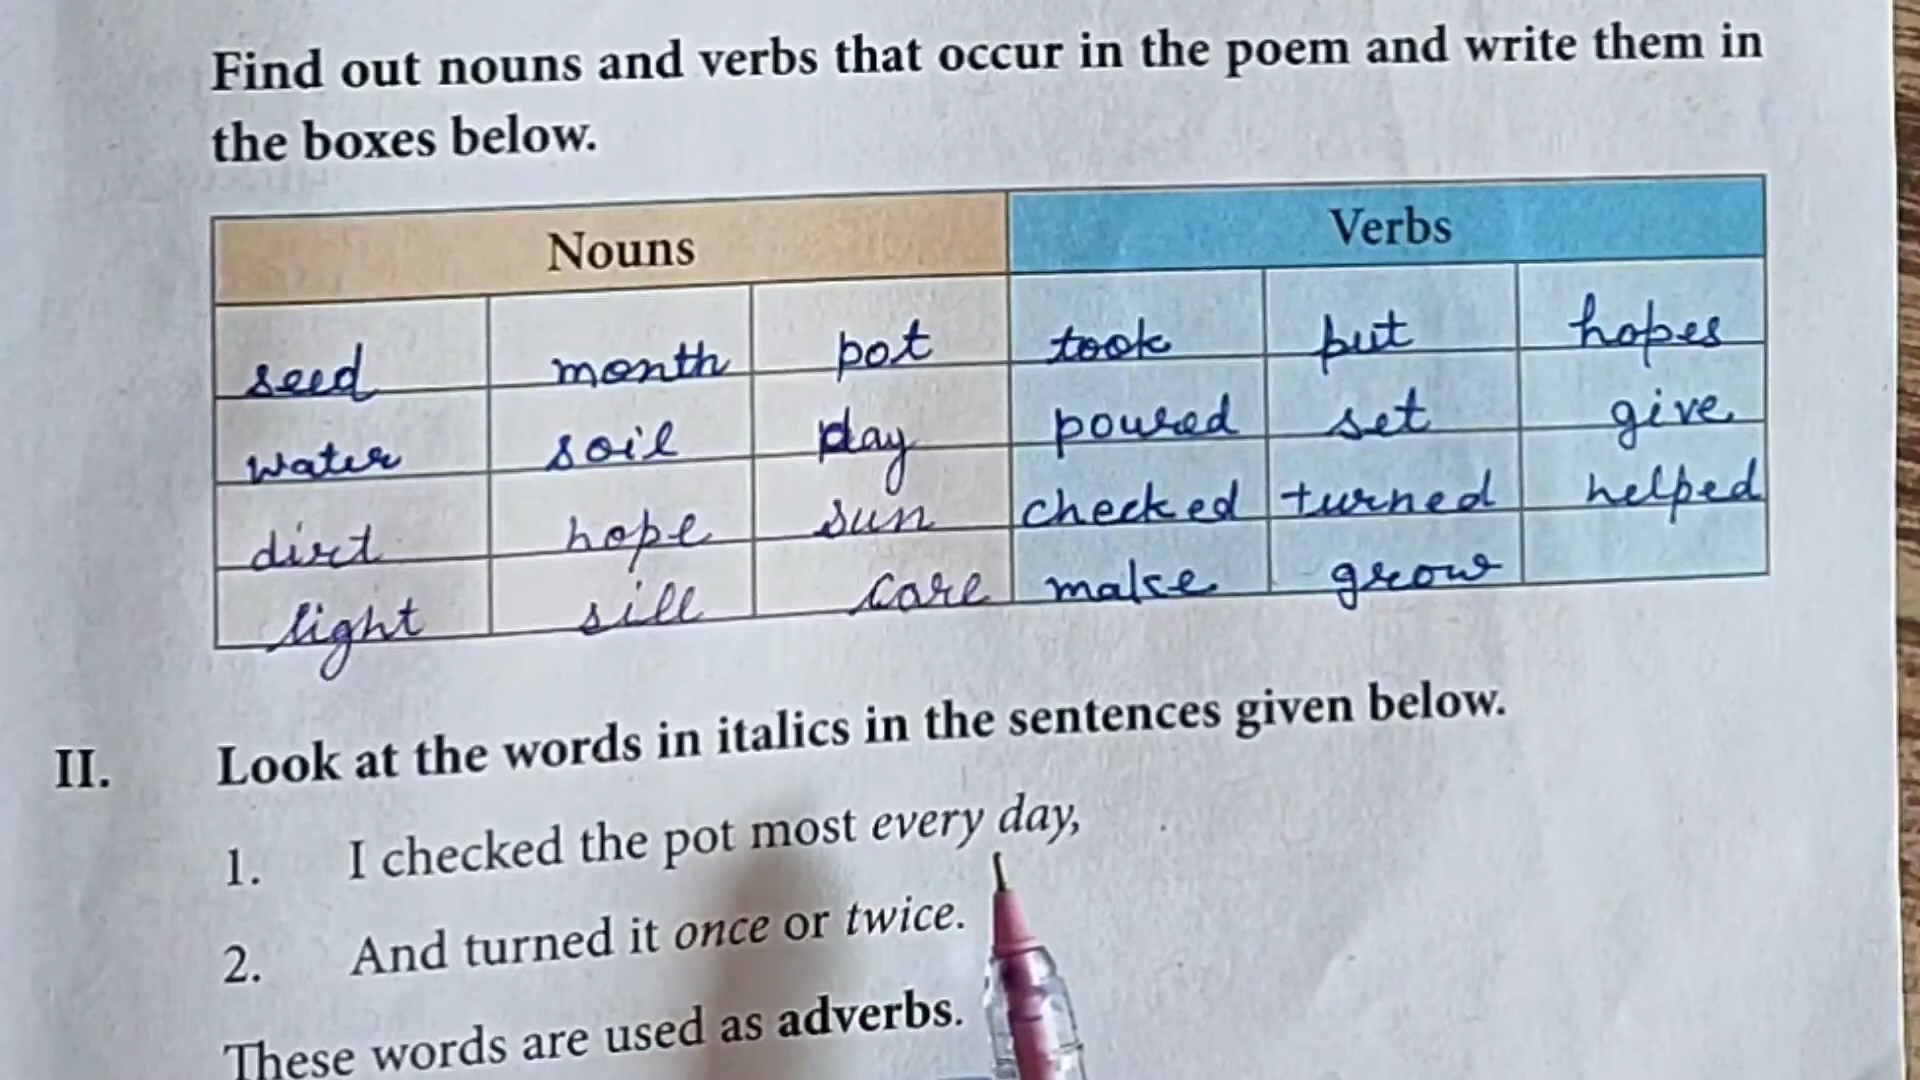 Find out nouns and verbs that occur in the poem and write them in
the boxes below.
Nouns Verbs
seed month pot took put hopes
water soil day poured set give
dirt hope sun checked turned helped
light sill care make grow
II. Look at the words in italics in the sentences given below.
1. I checked the pot most every day,
2. And turned it once or twice.
These words are used as adverbs.